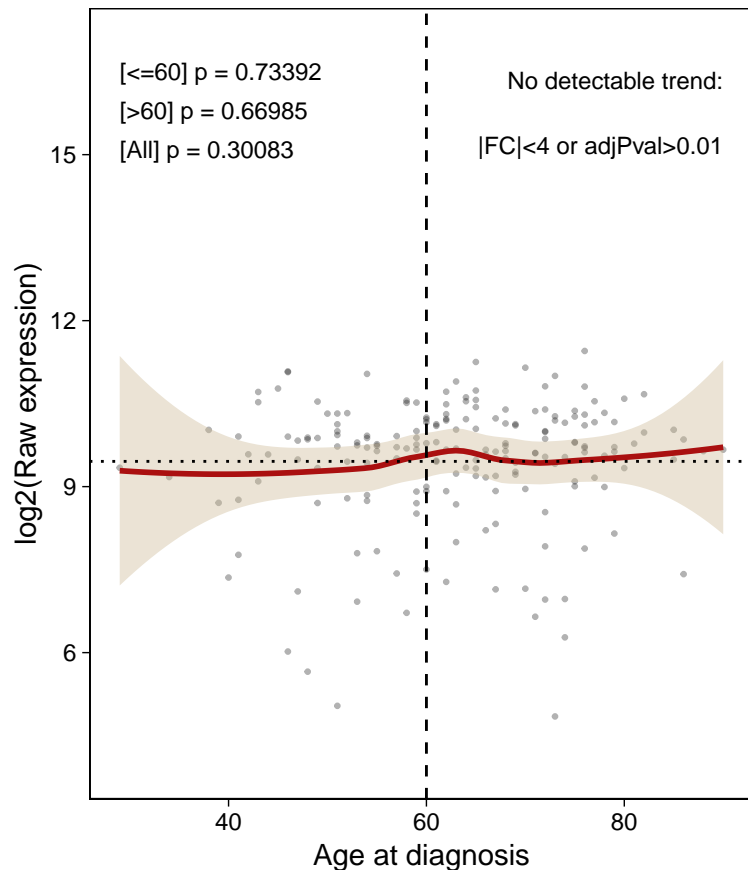 [<=60] p = 0.73392
[>60] p = 0.66985
[All] p = 0.30083
No detectable trend:
|FC|<4 or adjPval>0.01
log2(Raw expression)
15
12
9
6
40
60
80
Age at diagnosis